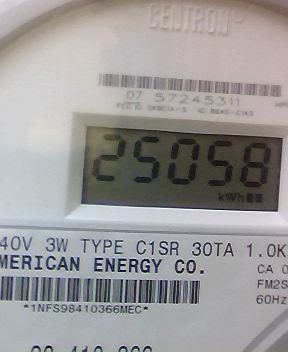 CENTRON®
07 57245311
25058
kWh
40V 3W TYPE C1SR 30TA 1.0K
MERICAN ENERGY CO.
CA 0
FM2S
60Hz
*1NFS98410366MEC*